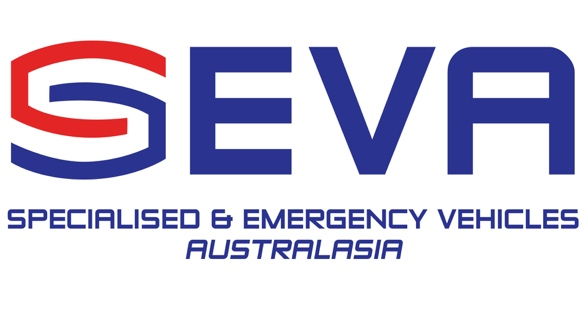 SEVA
SPECIALISED & EMERGENCY VEHICLES
AUSTRALASIA